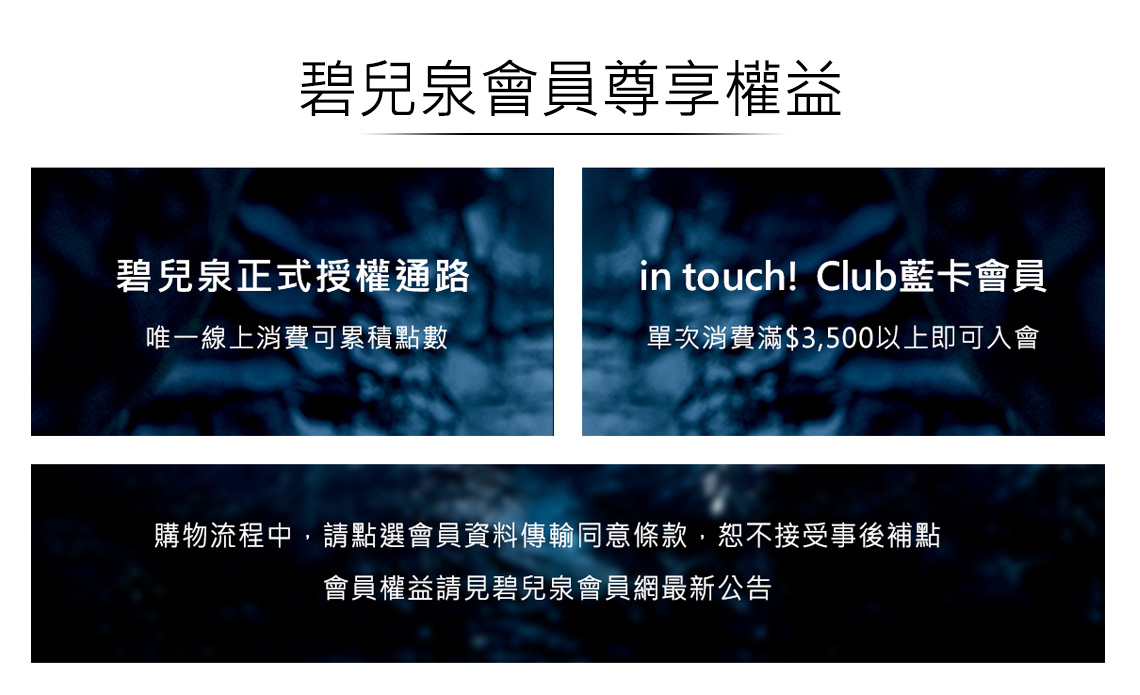 碧兒泉會員尊享權益
碧兒泉正式授權通路
唯一線上消費可累積點數
in touch! Club藍卡會員
單次消費滿$3,500以上即可入會
購物流程中，請點選會員資料傳輸同意條款，恕不接受事後補點
會員權益請見碧兒泉會員網最新公告